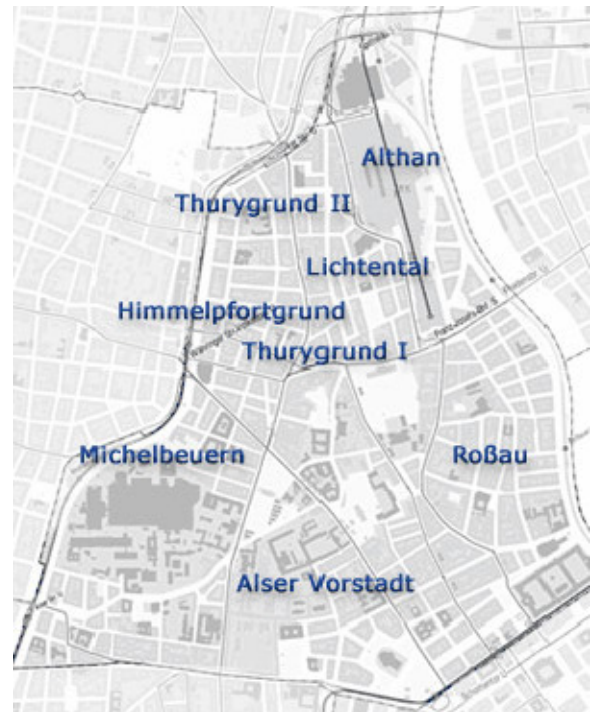 Althan
Thurygrund II
Lichtental
Himmelpfortgrund
Thurygrund I
Michelbeuern
Roßau
Alser Vorstadt